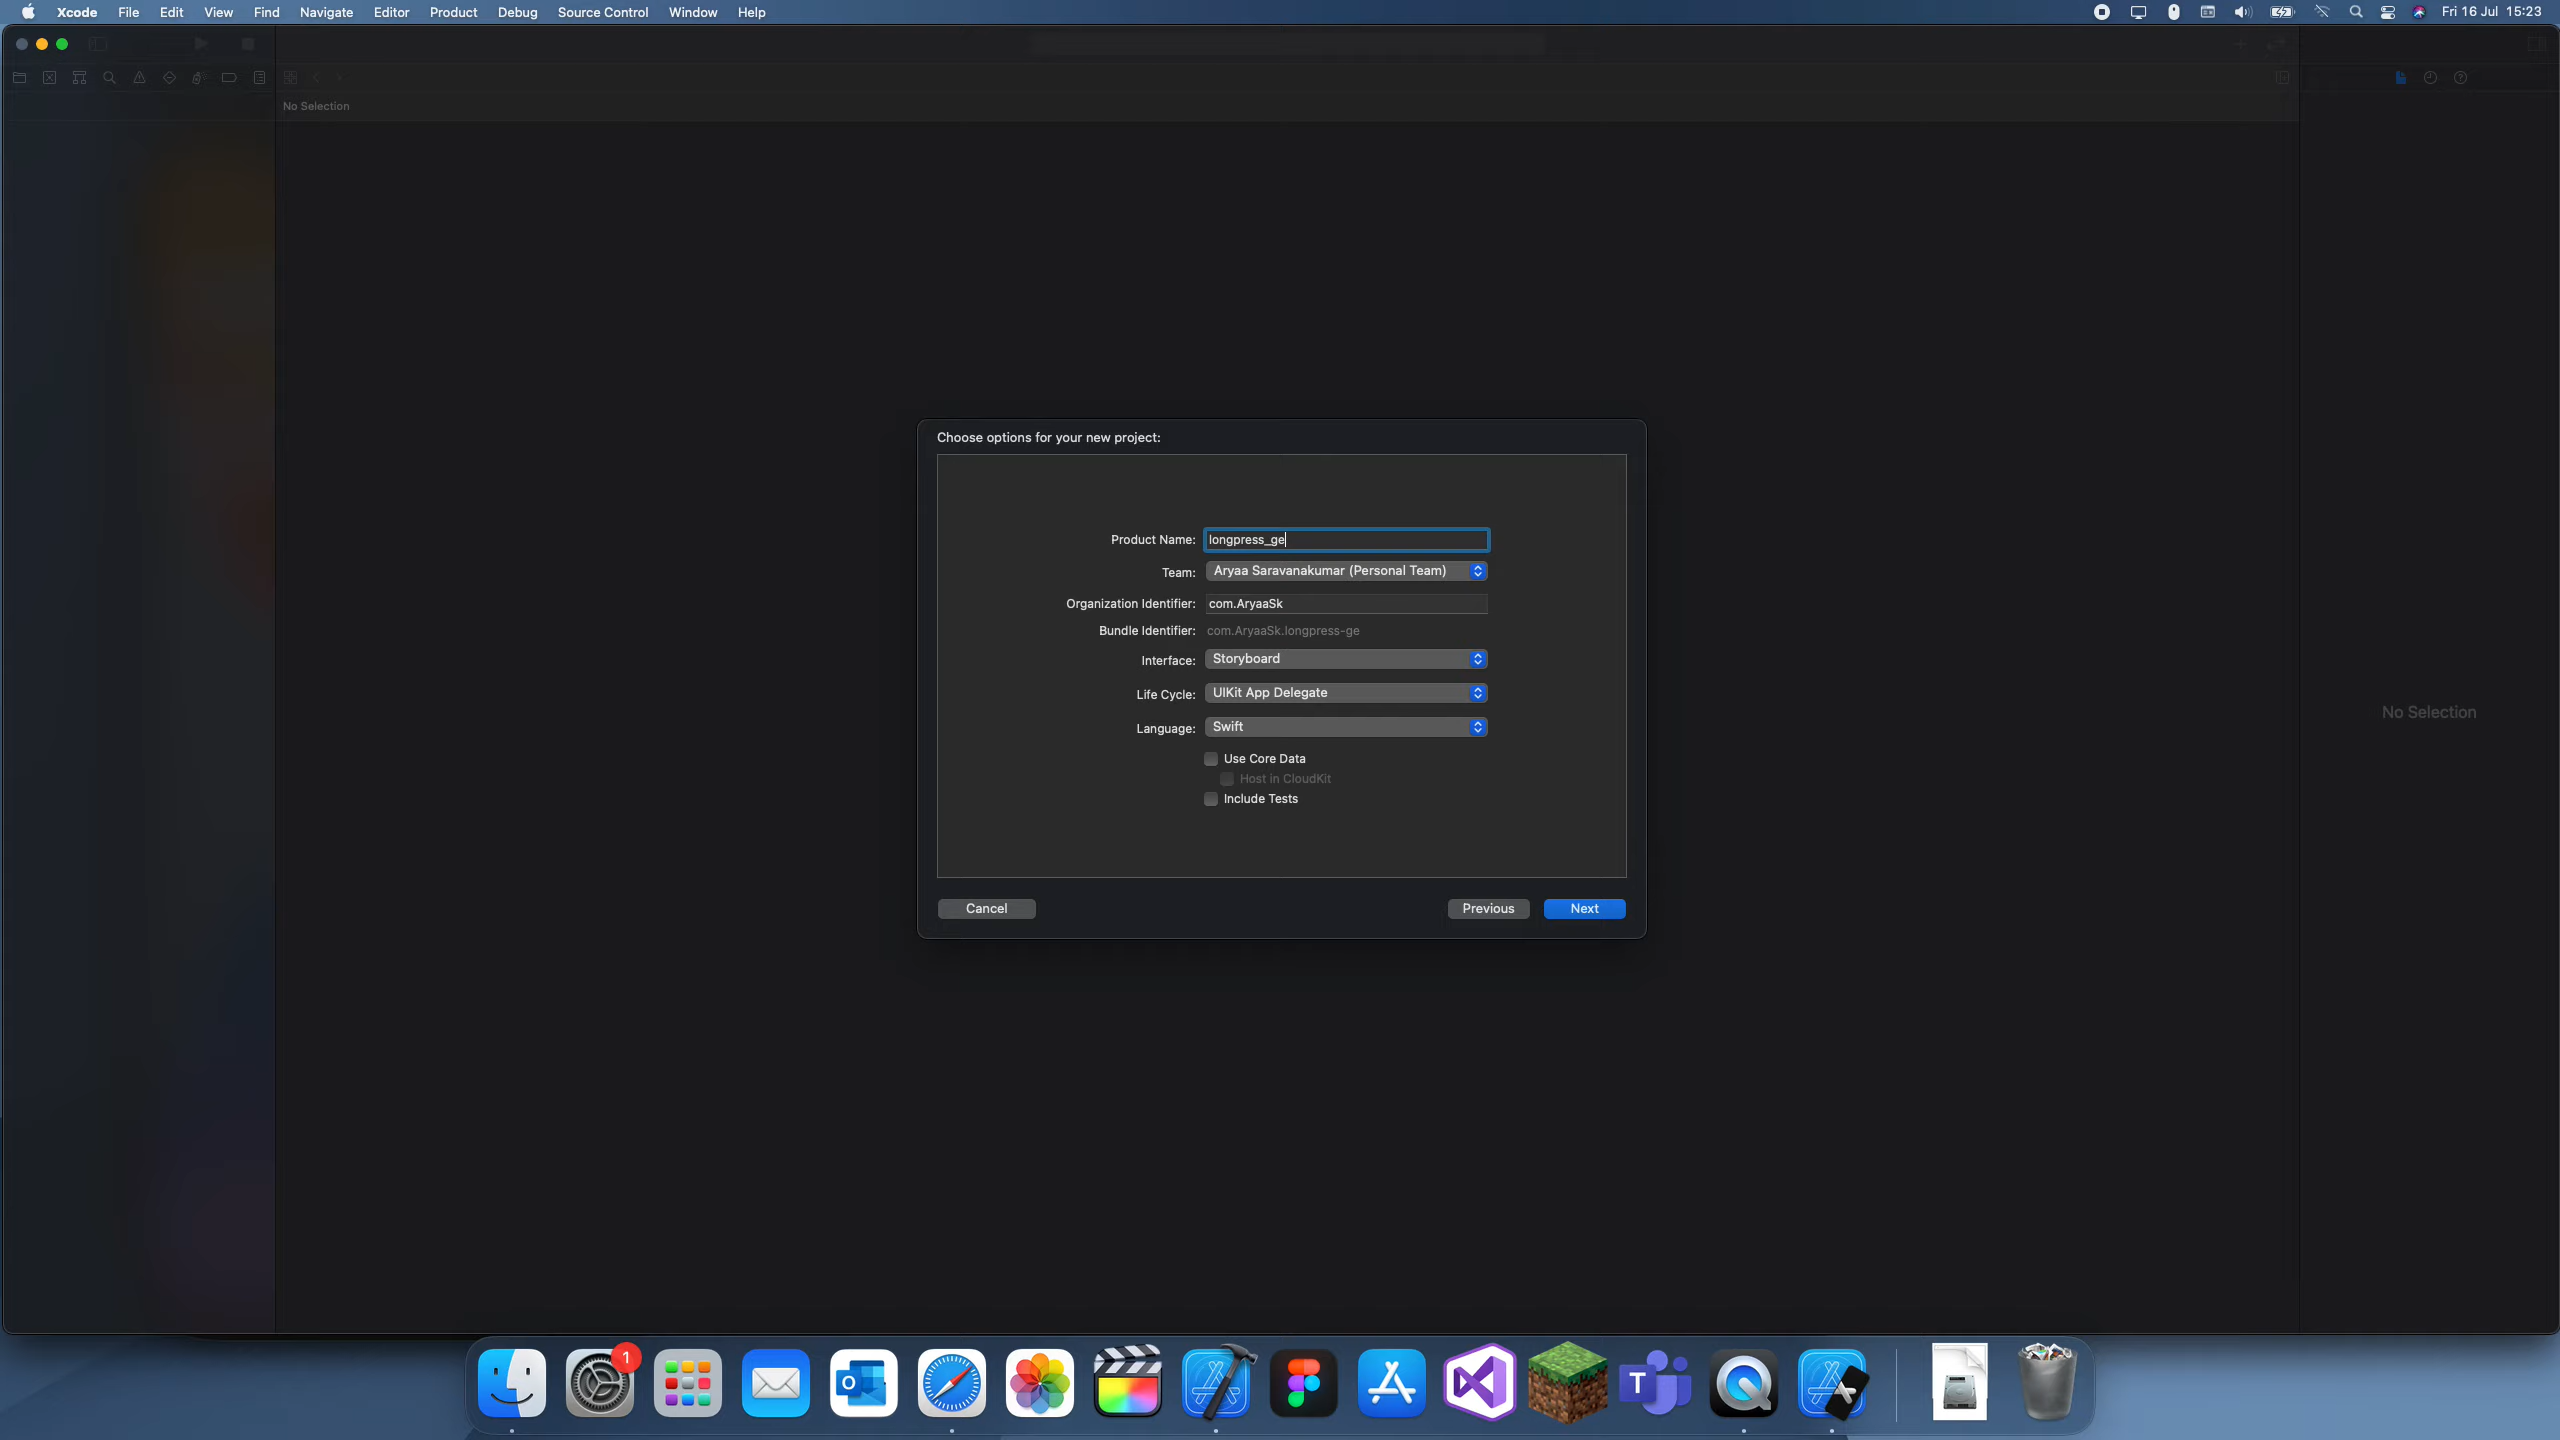 Xcode File Edit View Find Navigate Editor Product Debug Source Control Window Help Fri 16 Jul 15:23
No Selection
Choose options for your new project:
Product Name: longpress_ge
Team: Aryaa Saravanakumar (Personal Team)
Organization Identifier: com.AryaaSk
Bundle Identifier: com.AryaaSk.longpress-ge
Interface: Storyboard
Life Cycle: UIKit App Delegate
No Selection
Language: Swift
Use Core Data
Host in CloudKit
Include Tests
Cancel Previous Next
1